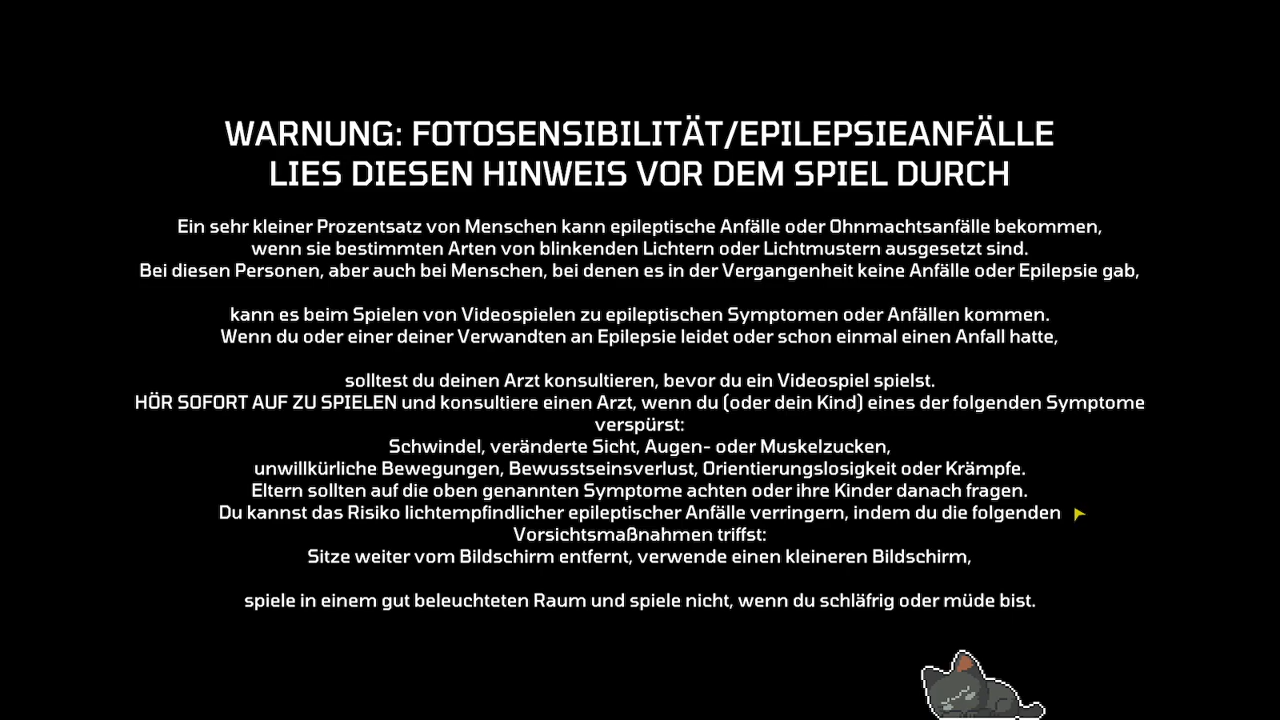 WARNUNG: FOTOSENSIBILITÄT/EPILEPSIEANFÄLLE
LIES DIESEN HINWEIS VOR DEM SPIEL DURCH
Ein sehr kleiner Prozentsatz von Menschen kann epileptische Anfälle oder Ohnmachtsanfälle bekommen,
wenn sie bestimmten Arten von blinkenden Lichtern oder Lichtmustern ausgesetzt sind.
Bei diesen Personen, aber auch bei Menschen, bei denen es in der Vergangenheit keine Anfälle oder Epilepsie gab,
kann es beim Spielen von Videospielen zu epileptischen Symptomen oder Anfällen kommen.
Wenn du oder einer deiner Verwandten an Epilepsie leidet oder schon einmal einen Anfall hatte,
solltest du deinen Arzt konsultieren, bevor du ein Videospiel spielst.
HÖR SOFORT AUF ZU SPIELEN und konsultiere einen Arzt, wenn du (oder dein Kind) eines der folgenden Symptome
verspürst:
Schwindel, veränderte Sicht, Augen- oder Muskelzucken,
unwillkürliche Bewegungen, Bewusstseinsverlust, Orientierungslosigkeit oder Krämpfe.
Eltern sollten auf die oben genannten Symptome achten oder ihre Kinder danach fragen.
Du kannst das Risiko lichtempfindlicher epileptischer Anfälle verringern, indem du die folgenden
Vorsichtsmaßnahmen triffst:
Sitze weiter vom Bildschirm entfernt, verwende einen kleineren Bildschirm,
spiele in einem gut beleuchteten Raum und spiele nicht, wenn du schläfrig oder müde bist.